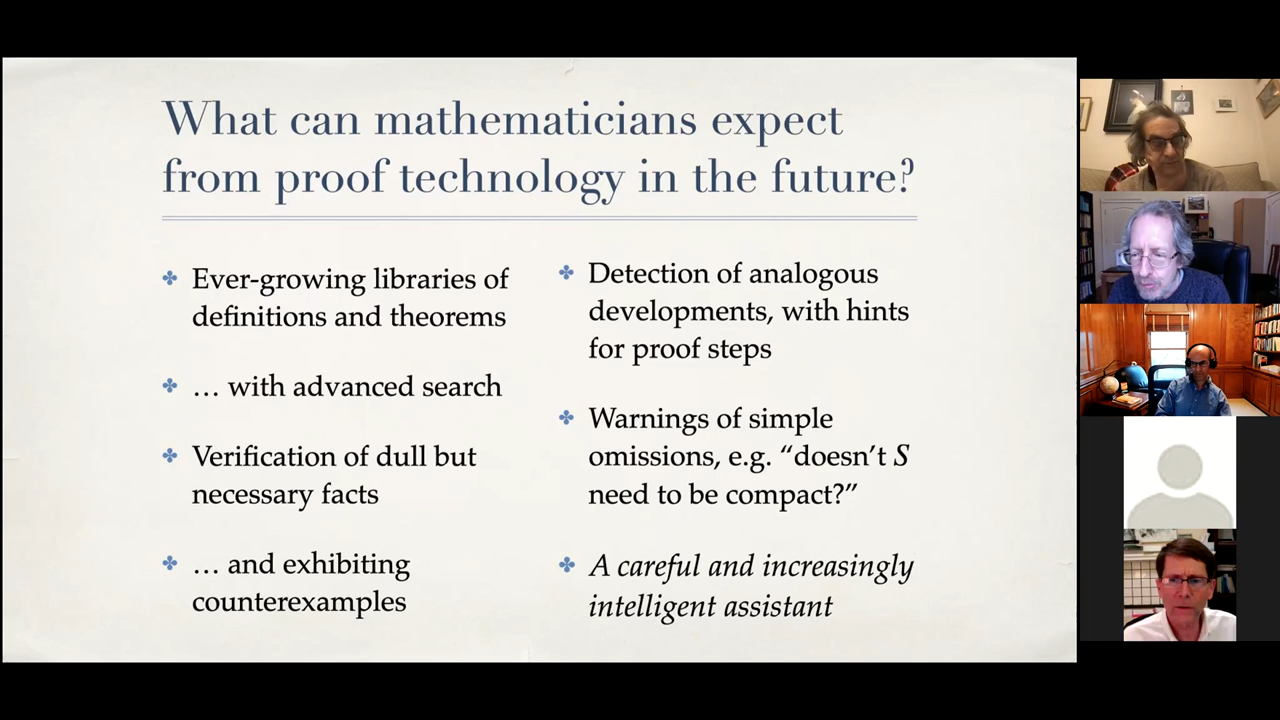 What can mathematicians expect
from proof technology in the future?
Ever-growing libraries of
definitions and theorems
… with advanced search
Verification of dull but
necessary facts
… and exhibiting
counterexamples
Detection of analogous
developments, with hints
for proof steps
Warnings of simple
omissions, e.g. “doesn’t S
need to be compact?”
A careful and increasingly
intelligent assistant